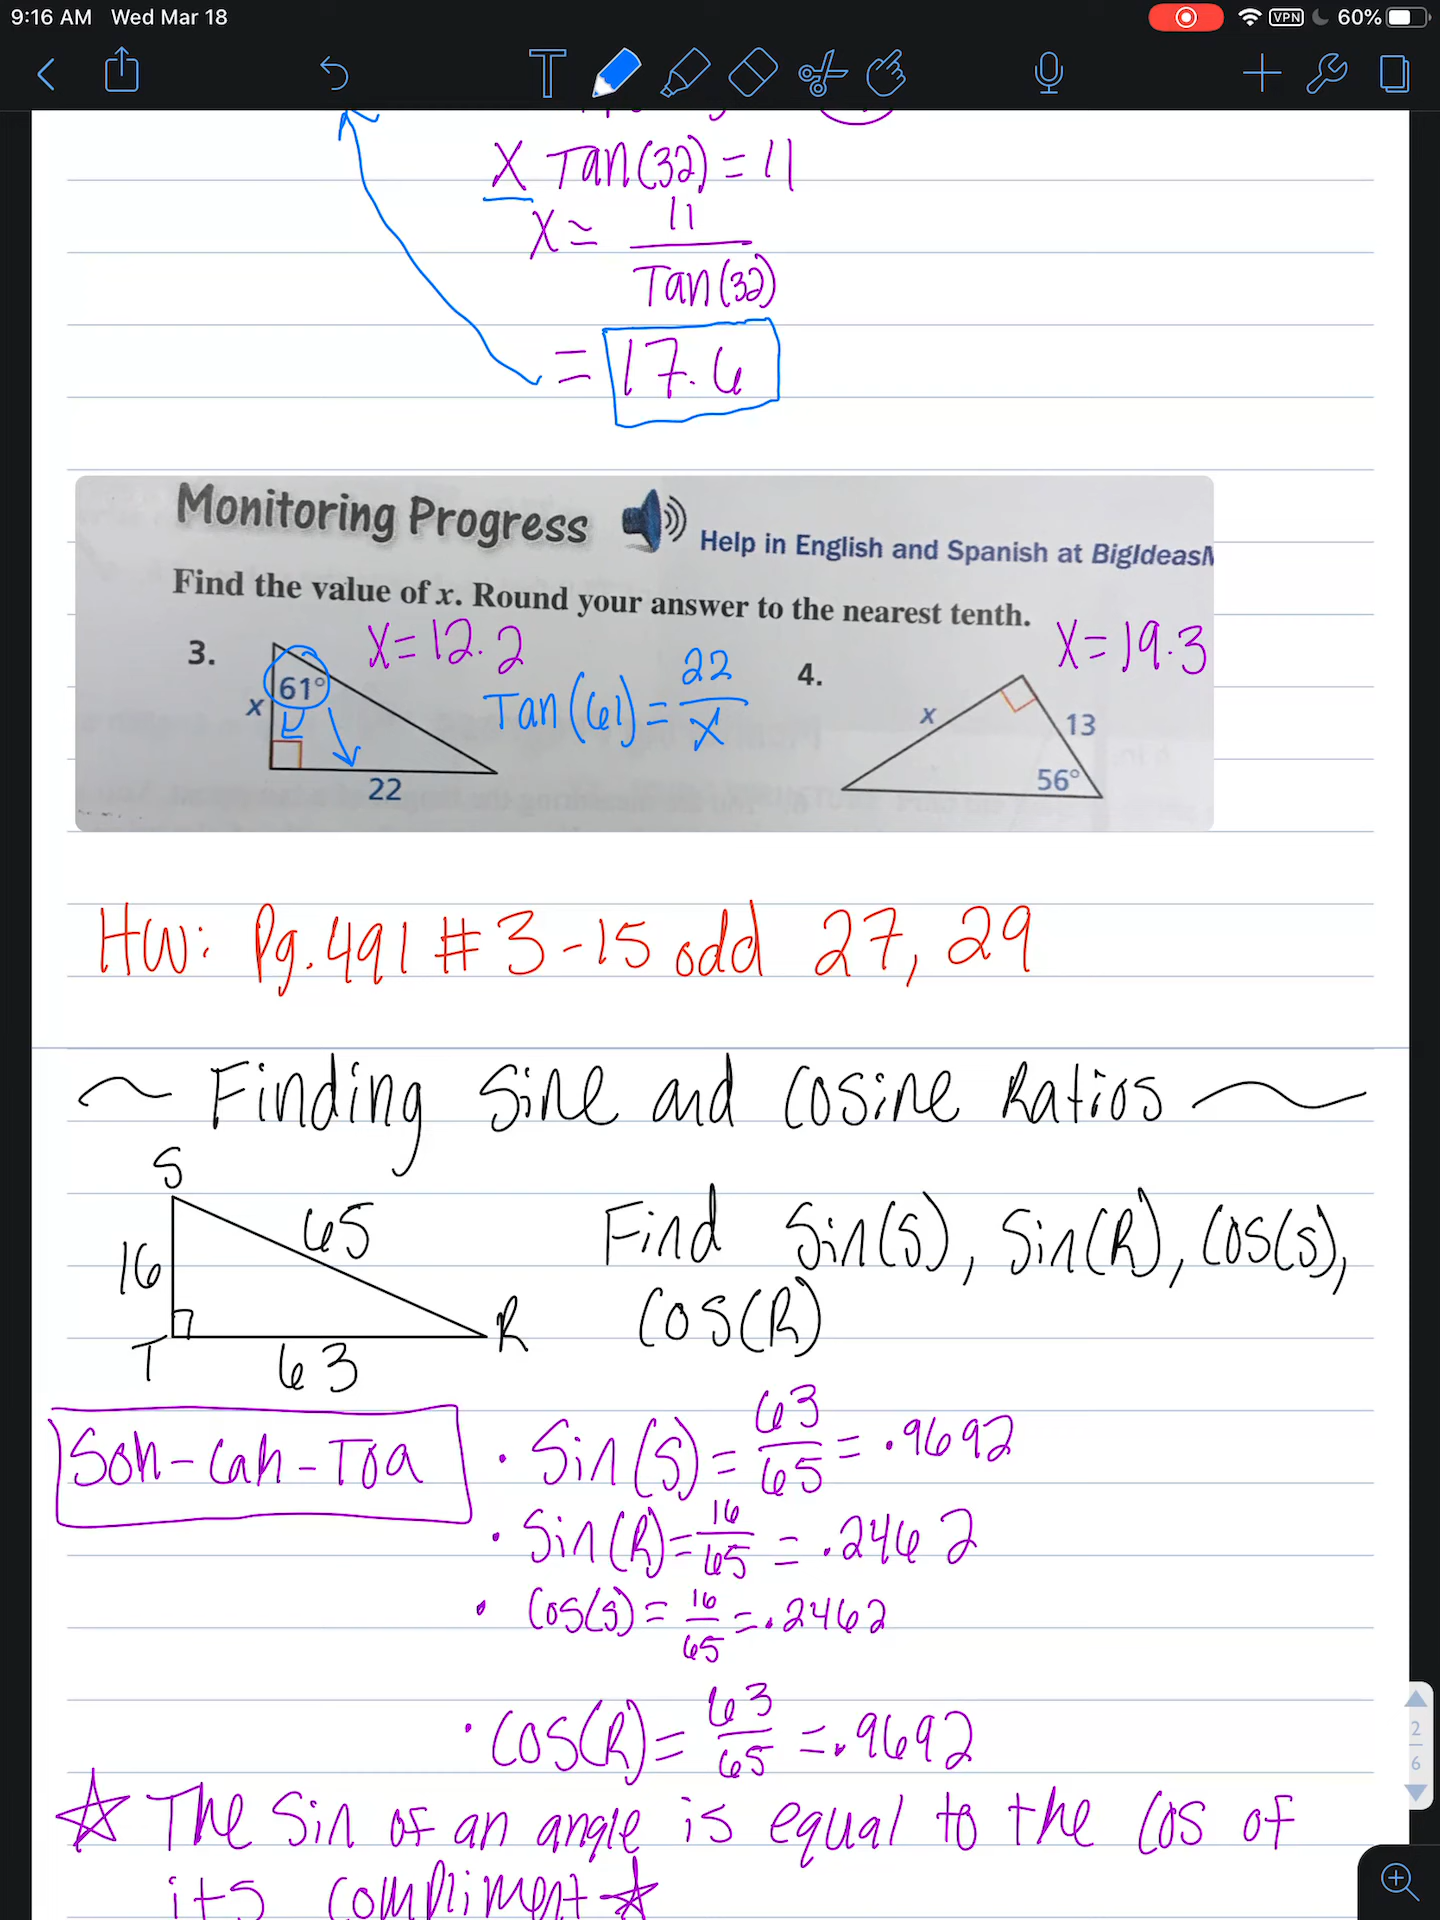 9:16 AM Wed Mar 18
VPN 60%
x Tan(32) = 11
x ≃ 11
Tan(32)
= 17.6
Monitoring Progress
Help in English and Spanish at BigIdeasM
Find the value of x. Round your answer to the nearest tenth.
3. x = 12.2
61°
x
22
Tan(61) = 22/x
4. x = 19.3
x
13
56°
HW: Pg. 491 # 3-15 odd 27, 29
~ Finding Sine and Cosine Ratios ~
S
16
65
T
63
R
Find Sin(S), Sin(R), Cos(S),
Cos(R)
Soh-Cah-Toa
• Sin(S) = 63/65 = .9692
• Sin(R) = 16/65 = .2462
• Cos(S) = 16/65 = .2462
• Cos(R) = 63/65 = .9692
☆ The Sin of an angle is equal to the Cos of
its compliment ☆
2
6